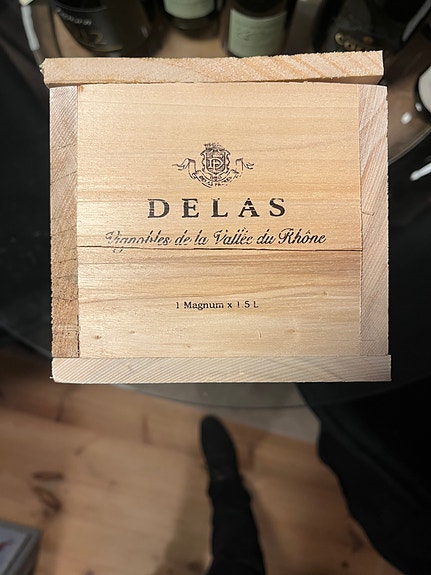 DELAS
Vignobles de la Vallée du Rhône
1 Magnum x 1.5 L